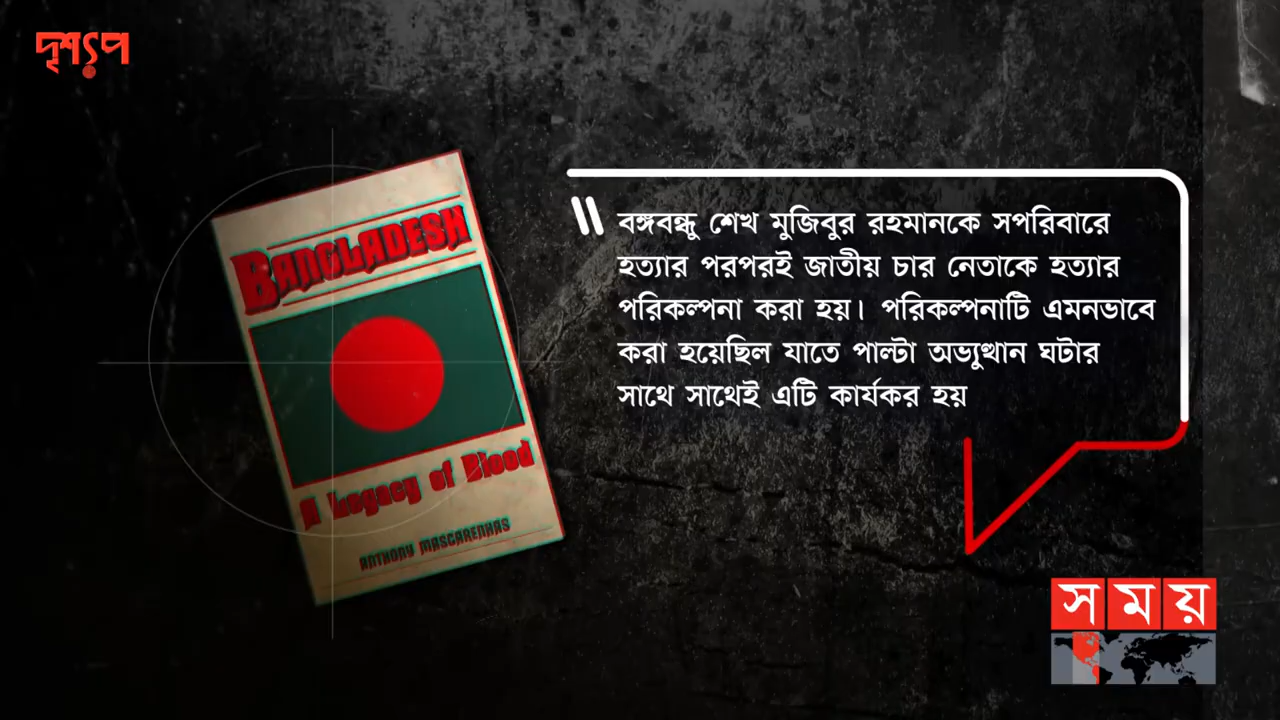 দৃশ্যপট
BANGLADESH
A Legacy of Blood
ANTHONY MASCARENHAS
বঙ্গবন্ধু শেখ মুজিবুর রহমানকে সপরিবারে
হত্যার পরপরই জাতীয় চার নেতাকে হত্যার
পরিকল্পনা করা হয়। পরিকল্পনাটি এমনভাবে
করা হয়েছিল যাতে পাল্টা অভ্যুত্থান ঘটার
সাথে সাথেই এটি কার্যকর হয়
সময়